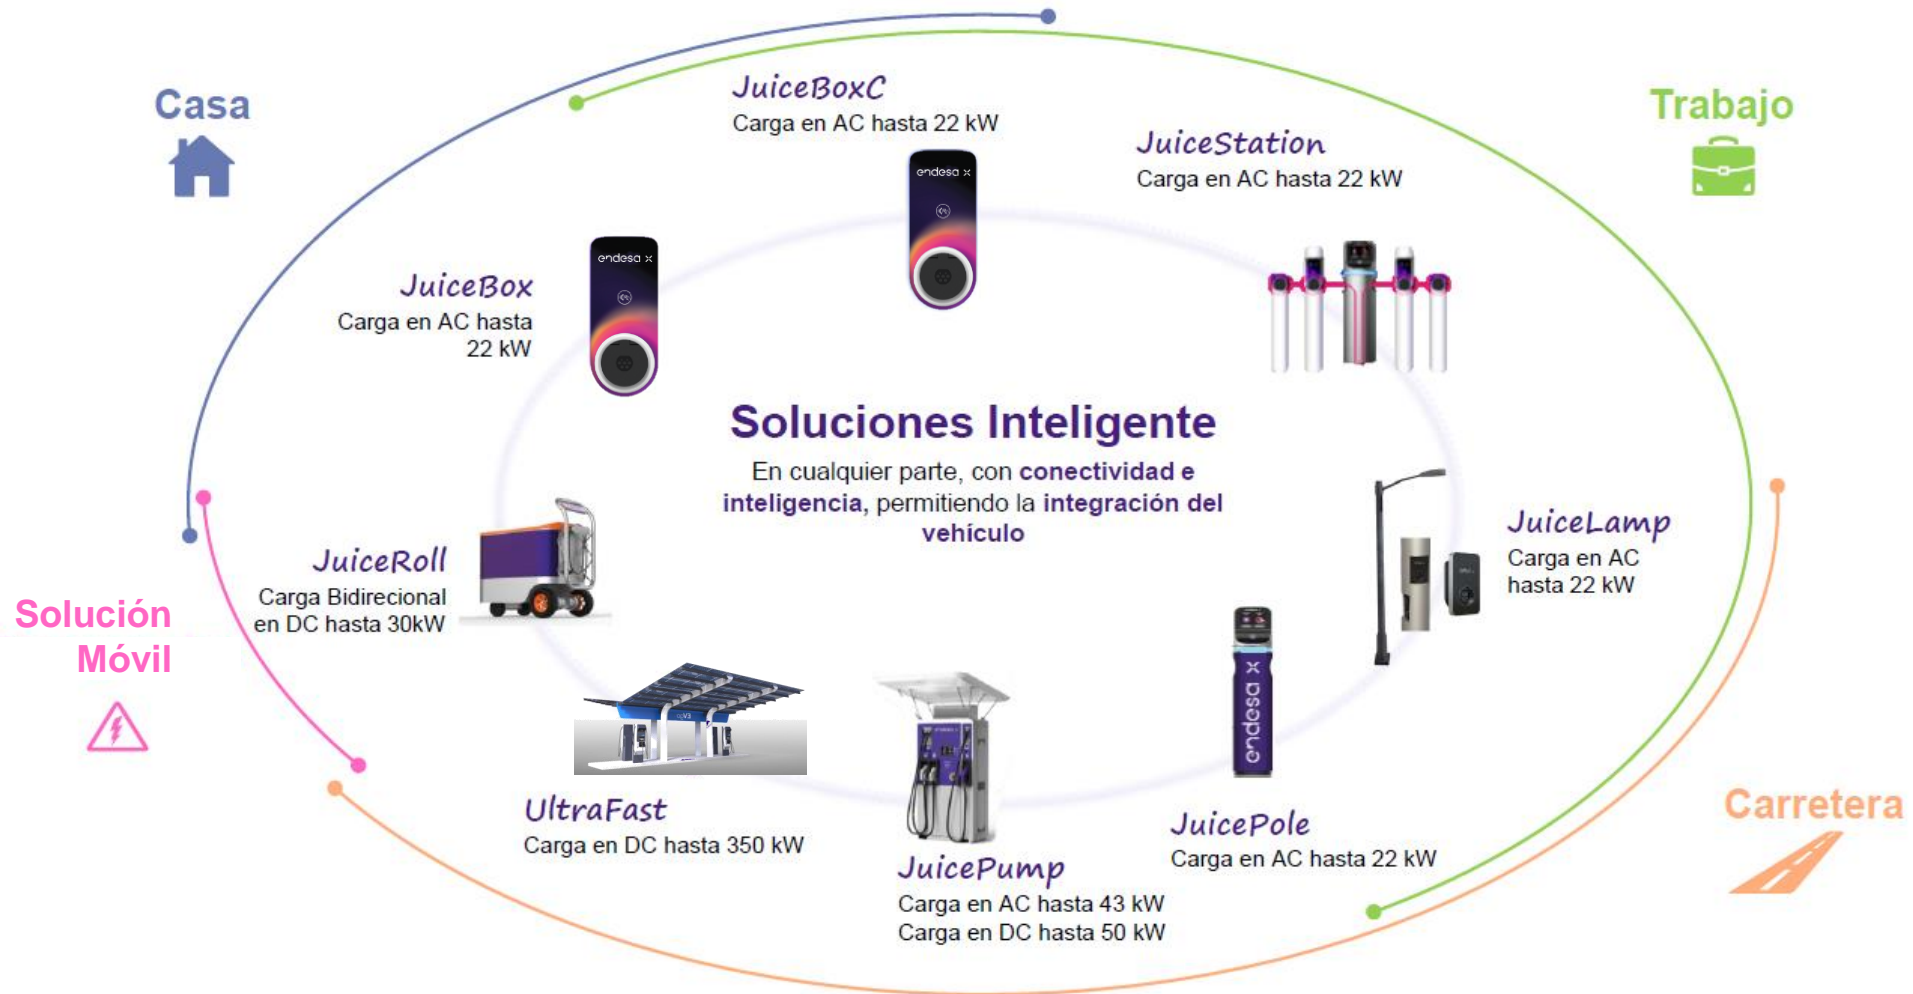 Casa
Trabajo
JuiceBoxC
Carga en AC hasta 22 kW
JuiceStation
Carga en AC hasta 22 kW
endesa x
endesa x
JuiceBox
Carga en AC hasta
22 kW
Soluciones Inteligente
En cualquier parte, con conectividad e
inteligencia, permitiendo la integración del
vehículo
JuiceLamp
Carga en AC
hasta 22 kW
JuiceRoll
Carga Bidirecional
en DC hasta 30kW
Solución
Móvil
endesa x
UltraFast
Carga en DC hasta 350 kW
JuicePump
Carga en AC hasta 43 kW
Carga en DC hasta 50 kW
JuicePole
Carga en AC hasta 22 kW
Carretera